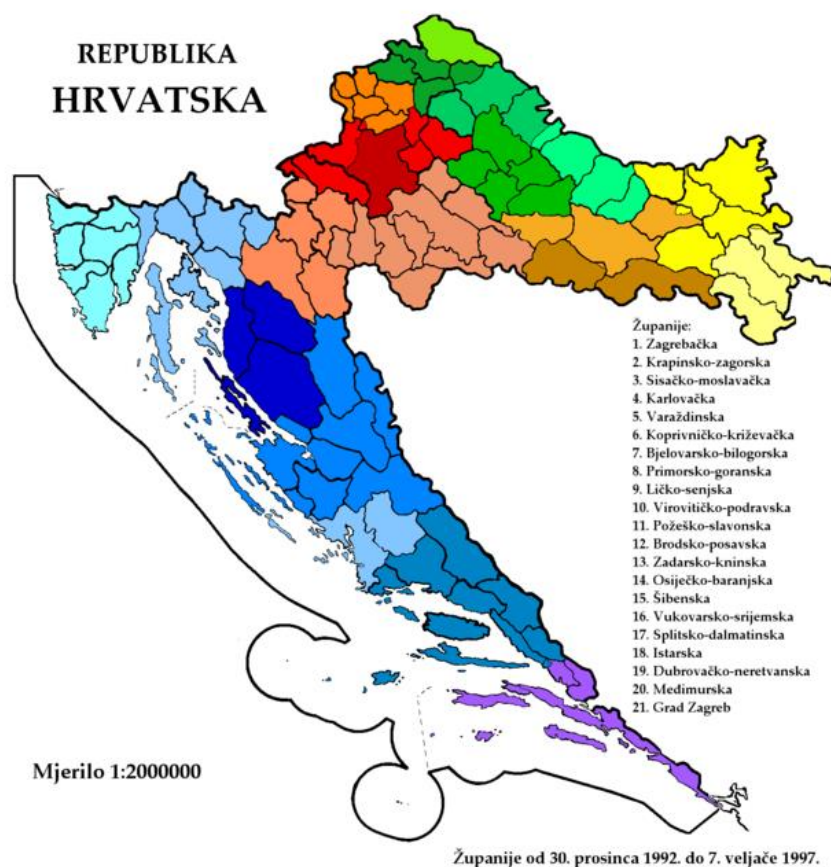 REPUBLIKA
HRVATSKA
Županije:
1. Zagrebačka
2. Krapinsko-zagorska
3. Sisačko-moslavačka
4. Karlovačka
5. Varaždinska
6. Koprivničko-križevačka
7. Bjelovarsko-bilogorska
8. Primorsko-goranska
9. Ličko-senjska
10. Virovitičko-podravska
11. Požeško-slavonska
12. Brodsko-posavska
13. Zadarsko-kninska
14. Osiječko-baranjska
15. Šibenska
16. Vukovarsko-srijemska
17. Splitsko-dalmatinska
18. Istarska
19. Dubrovačko-neretvanska
20. Međimurska
21. Grad Zagreb
Mjerilo 1:2000000
Županije od 30. prosinca 1992. do 7. veljače 1997.